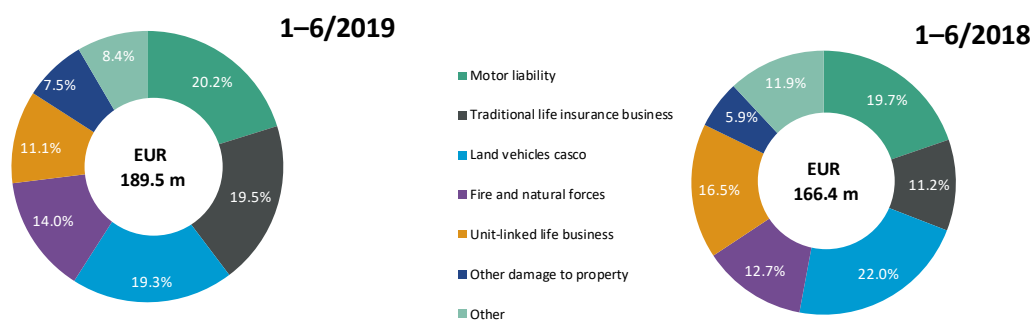 1–6/2019
20.2%
19.5%
19.3%
14.0%
11.1%
7.5%
8.4%
EUR
189.5 m
Motor liability
Traditional life insurance business
Land vehicles casco
Fire and natural forces
Unit-linked life business
Other damage to property
Other
1–6/2018
19.7%
11.2%
22.0%
12.7%
16.5%
5.9%
11.9%
EUR
166.4 m